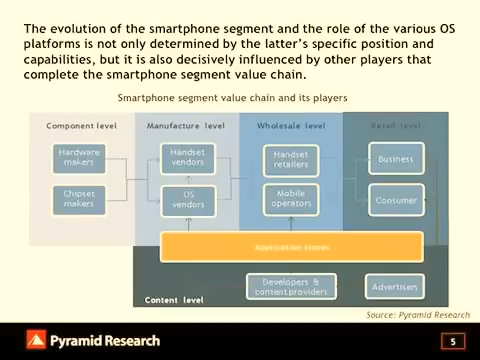 The evolution of the smartphone segment and the role of the various OS
platforms is not only determined by the latter's specific position and
capabilities, but it is also decisively influenced by other players that
complete the smartphone segment value chain.
Smartphone segment value chain and its players
Component level
Manufacture level
Wholesale level
Retail level
Hardware
makers
Handset
vendors
Handset
retailers
Business
Chipset
makers
OS
vendors
Mobile
operators
Consumer
Application stores
Developers &
content providers
Advertisers
Content level
Source: Pyramid Research
Pyramid Research
5